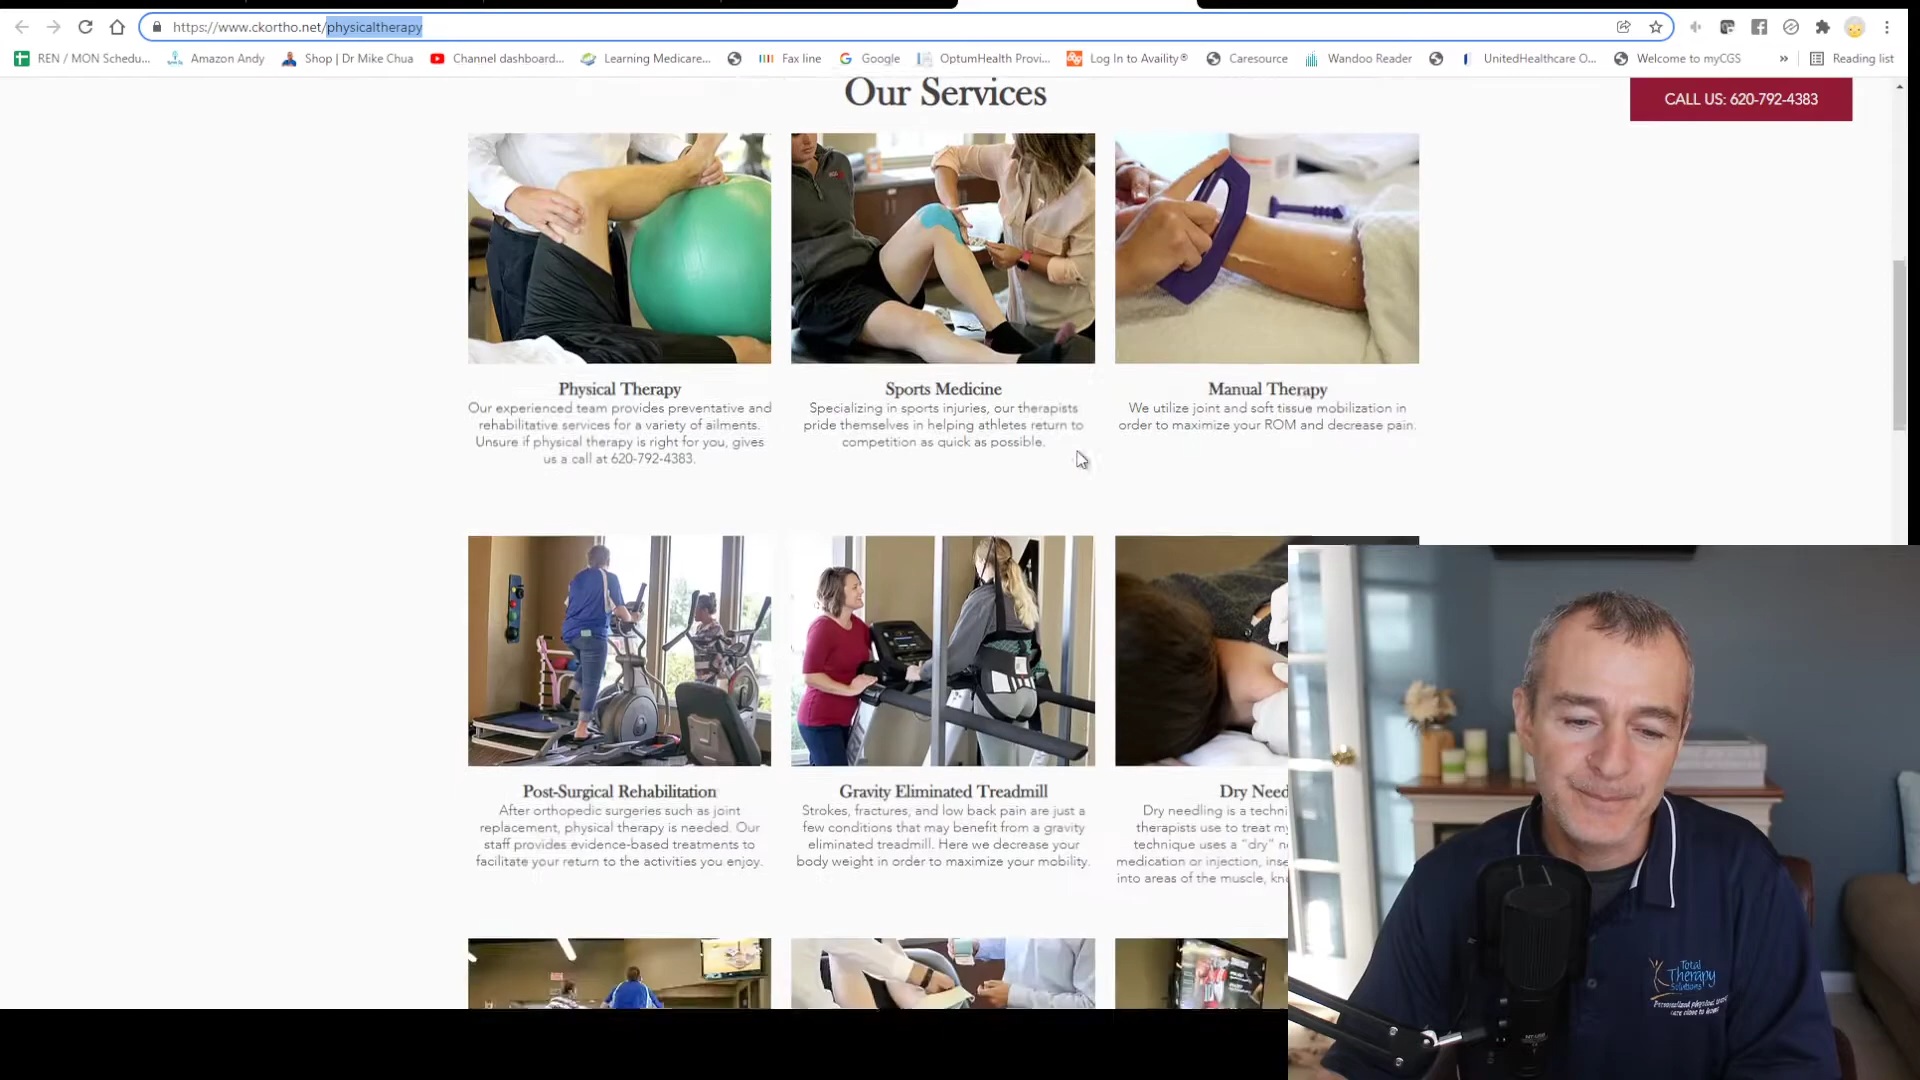 https://www.ckortho.net/physicaltherapy
REN / MON Schedu...
Amazon Andy
Shop | Dr Mike Chua
Channel dashboard...
Learning Medicare...
Fax line
Google
OptumHealth Provi...
Log In to Availity®
Caresource
Wandoo Reader
UnitedHealthcare O...
Welcome to myCGS
»
Reading list
Our Services
CALL US: 620-792-4383
Physical Therapy
Our experienced team provides preventative and
rehabilitative services for a variety of ailments.
Unsure if physical therapy is right for you, gives
us a call at 620-792-4383.
Sports Medicine
Specializing in sports injuries, our therapists
pride themselves in helping athletes return to
competition as quick as possible.
Manual Therapy
We utilize joint and soft tissue mobilization in
order to maximize your ROM and decrease pain.
Post-Surgical Rehabilitation
After orthopedic surgeries such as joint
replacement, physical therapy is needed. Our
staff provides evidence-based treatments to
facilitate your return to the activities you enjoy.
Gravity Eliminated Treadmill
Strokes, fractures, and low back pain are just a
few conditions that may benefit from a gravity
eliminated treadmill. Here we decrease your
body weight in order to maximize your mobility.
Dry Need
Dry needling is a techni
therapists use to treat my
technique uses a "dry" n
medication or injection, inse
into areas of the muscle, kn
Total
Therapy
Solutions
Personalized physical
care close to home